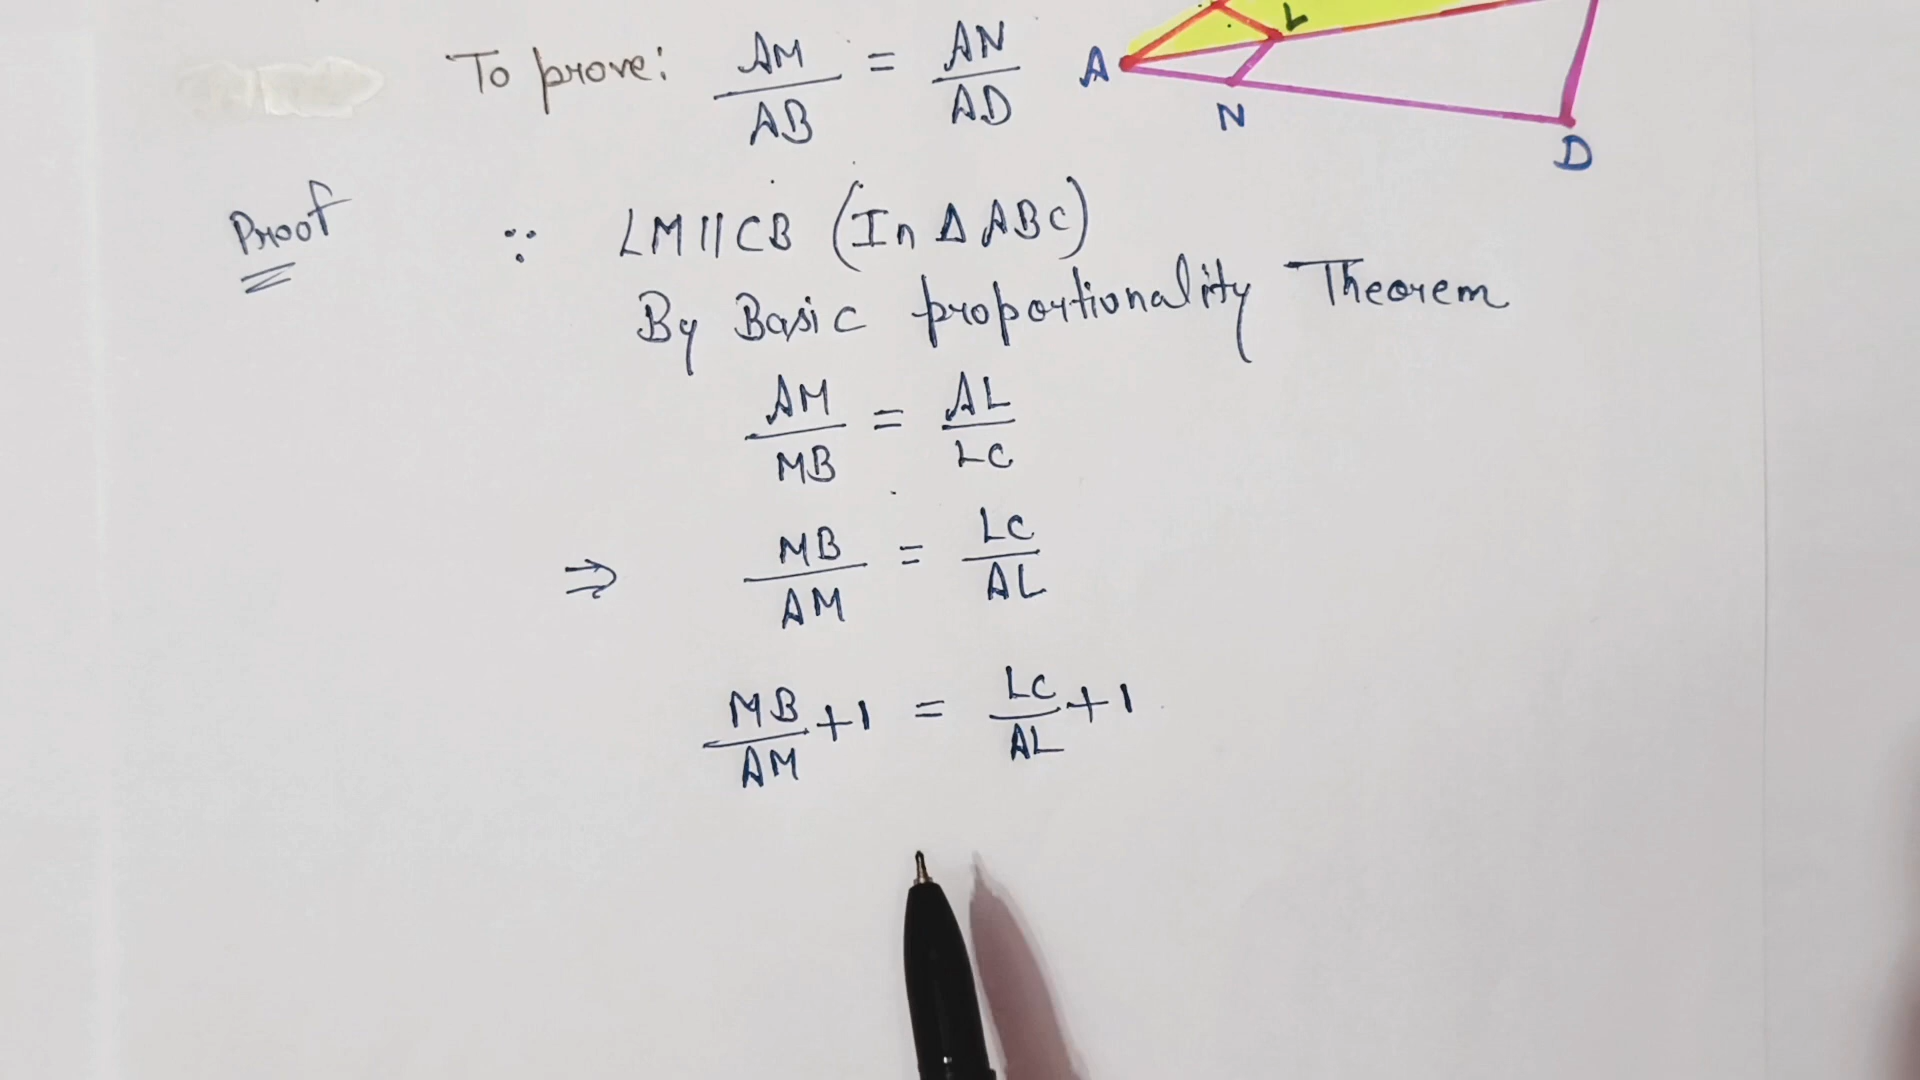 To prove: AM/AB = AN/AD
L
A
N
D
Proof ∵ LM||CB (In Δ ABC)
By Basic proportionality Theorem
AM/MB = AL/LC
⇒ MB/AM = LC/AL
MB/AM +1 = LC/AL +1